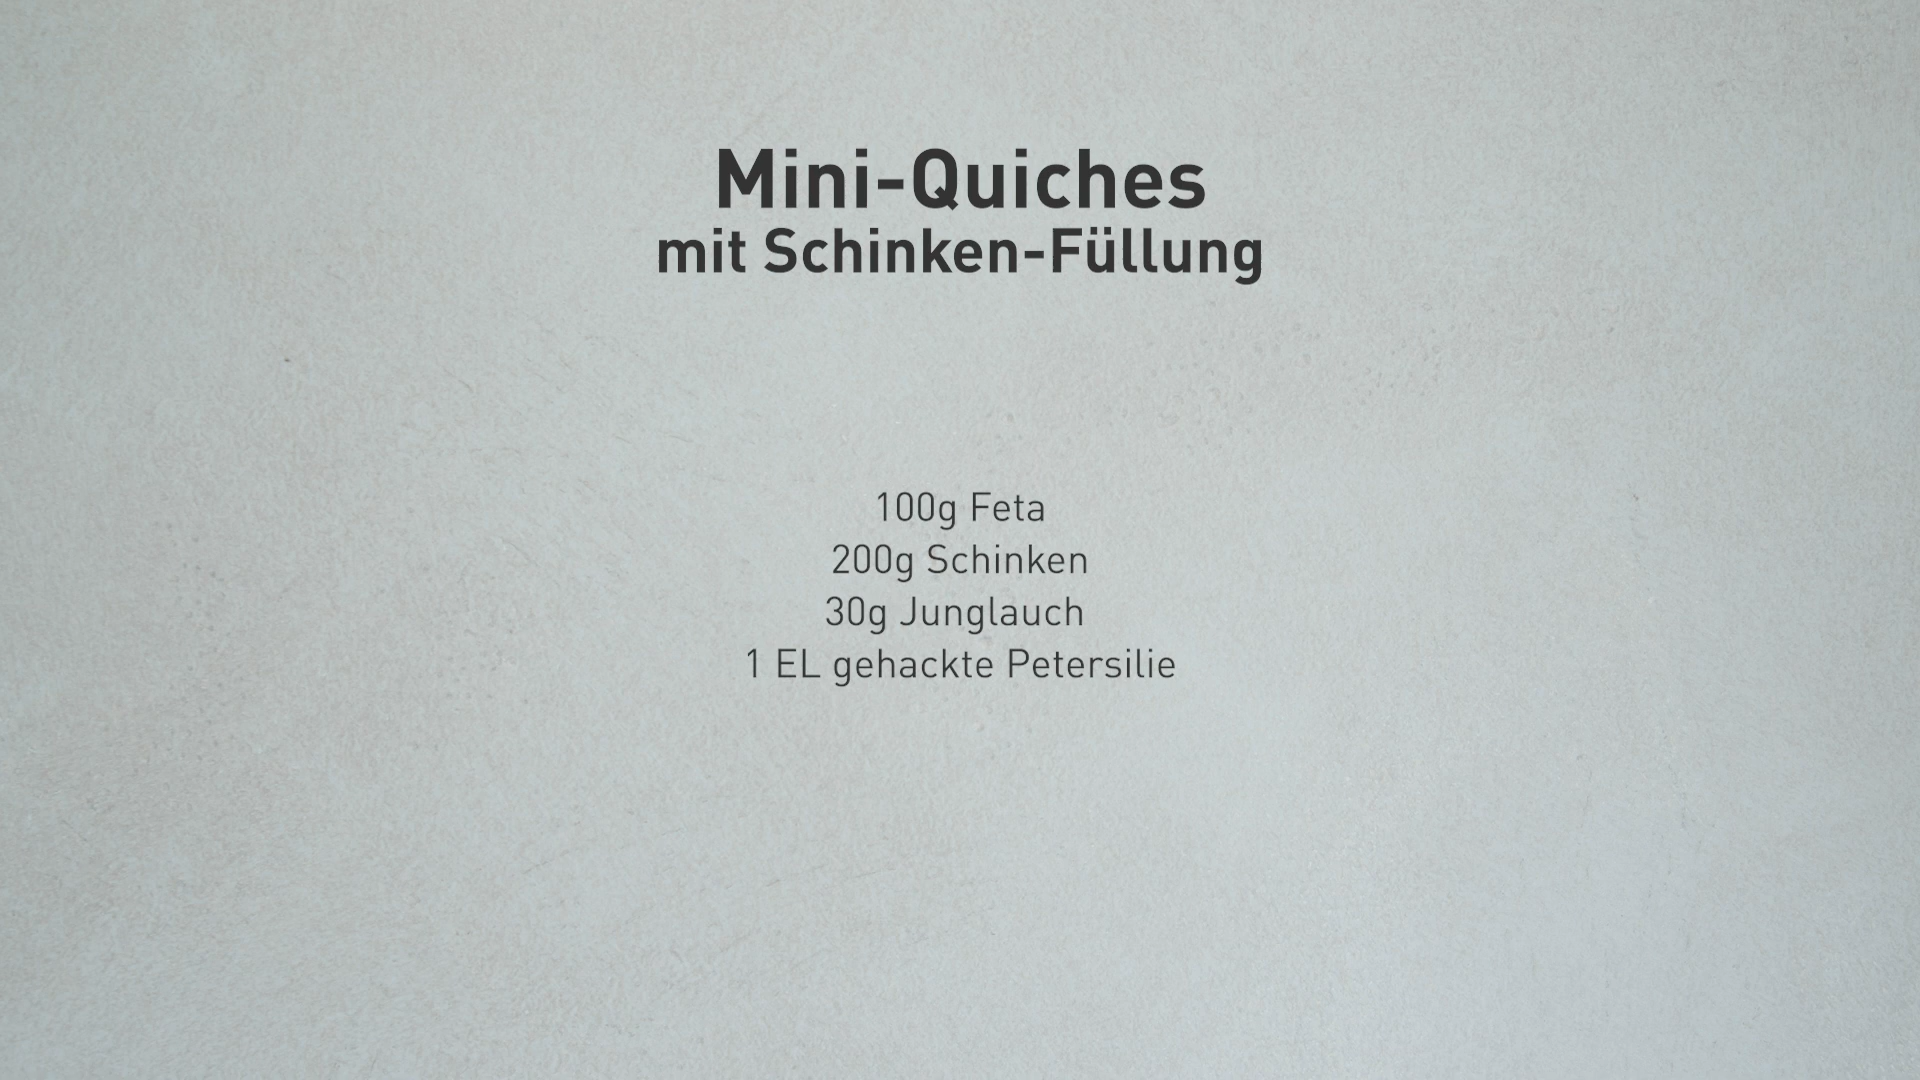 Mini-Quiches
mit Schinken-Füllung
100g Feta
200g Schinken
30g Junglauch
1 EL gehackte Petersilie